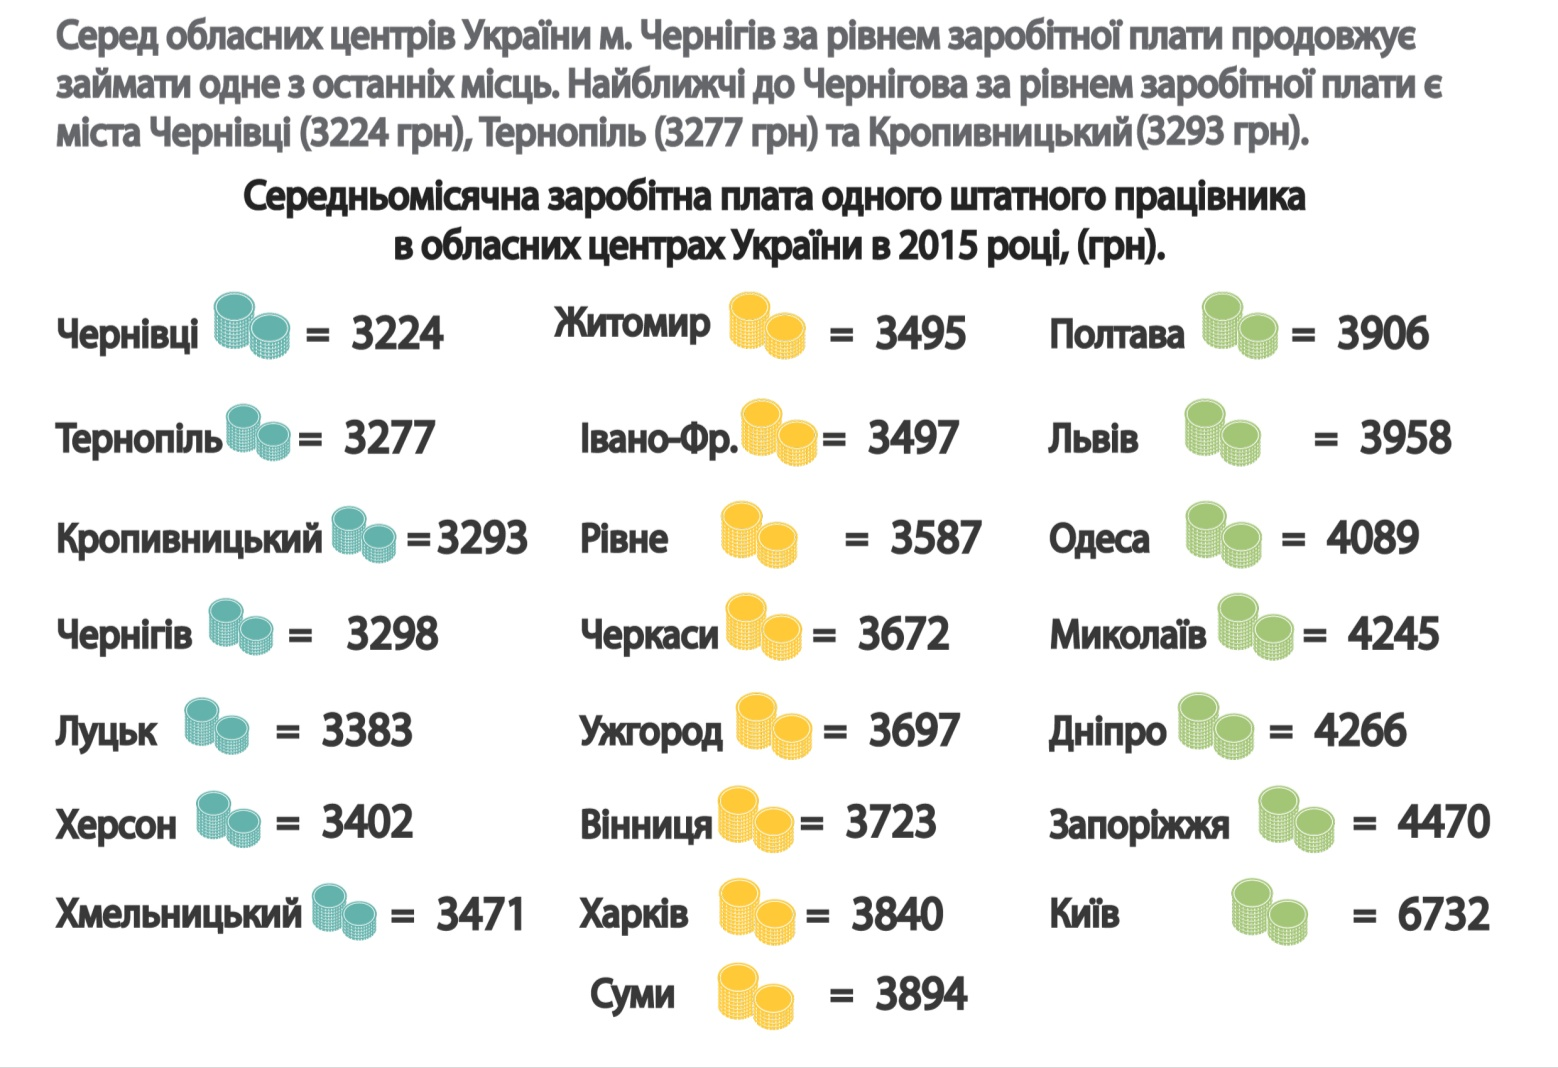 Серед обласних центрів України м. Чернігів за рівнем заробітної плати продовжує
займати одне з останніх місць. Найближчі до Чернігова за рівнем заробітної плати є
міста Чернівці (3224 грн), Тернопіль (3277 грн) та Кропивницький (3293 грн).
Середньомісячна заробітна плата одного штатного працівника
в обласних центрах України в 2015 році, (грн).
Чернівці = 3224
Тернопіль = 3277
Кропивницький = 3293
Чернігів = 3298
Луцьк = 3383
Херсон = 3402
Хмельницький = 3471
Житомир = 3495
Івано-Фр. = 3497
Рівне = 3587
Черкаси = 3672
Ужгород = 3697
Вінниця = 3723
Харків = 3840
Суми = 3894
Полтава = 3906
Львів = 3958
Одеса = 4089
Миколаїв = 4245
Дніпро = 4266
Запоріжжя = 4470
Київ = 6732